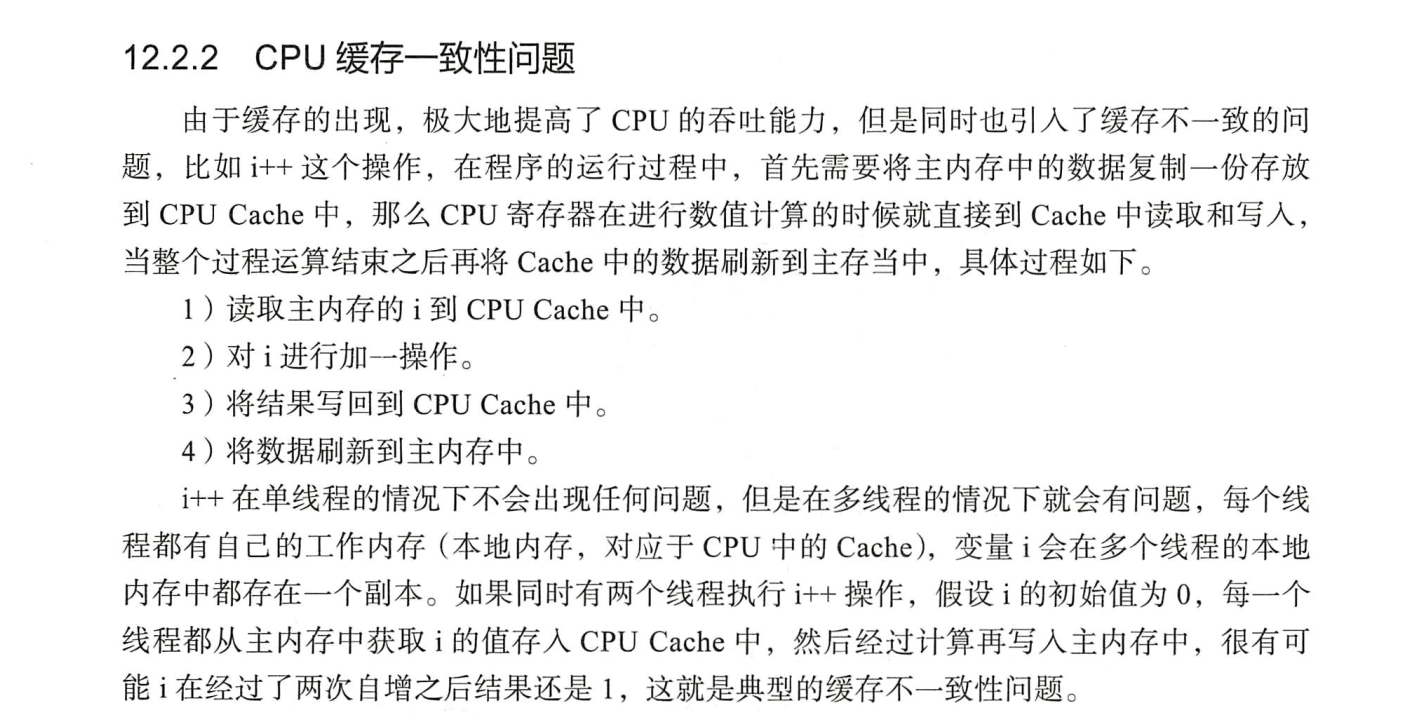 12.2.2 CPU 缓存一致性问题
由于缓存的出现，极大地提高了 CPU 的吞吐能力，但是同时也引入了缓存不一致的问
题，比如 i++ 这个操作，在程序的运行过程中，首先需要将主内存中的数据复制一份存放
到 CPU Cache 中，那么 CPU 寄存器在进行数值计算的时候就直接到 Cache 中读取和写入，
当整个过程运算结束之后再将 Cache 中的数据刷新到主存当中，具体过程如下。
1）读取主内存的 i 到 CPU Cache 中。
2）对 i 进行加一操作。
3）将结果写回到 CPU Cache 中。
4）将数据刷新到主内存中。
i++ 在单线程的情况下不会出现任何问题，但是在多线程的情况下就会有问题，每个线
程都有自己的工作内存（本地内存，对应于 CPU 中的 Cache），变量 i 会在多个线程的本地
内存中都存在一个副本。如果同时有两个线程执行 i++ 操作，假设 i 的初始值为 0，每一个
线程都从主内存中获取 i 的值存入 CPU Cache 中，然后经过计算再写入主内存中，很有可
能 i 在经过了两次自增之后结果还是 1，这就是典型的缓存不一致性问题。